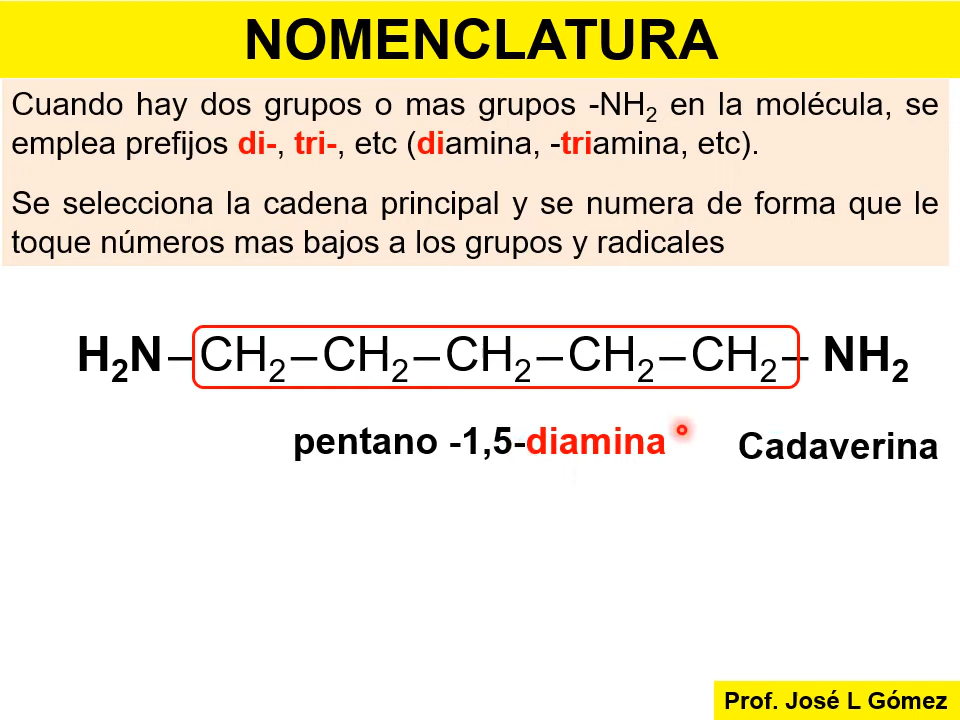 NOMENCLATURA
Cuando hay dos grupos o mas grupos -NH₂ en la molécula, se
emplea prefijos di-, tri-, etc (diamina, -triamina, etc).
Se selecciona la cadena principal y se numera de forma que le
toque números mas bajos a los grupos y radicales
H₂N–CH₂–CH₂–CH₂–CH₂–CH₂– NH₂
pentano -1,5-diamina
Cadaverina
Prof. José L Gómez